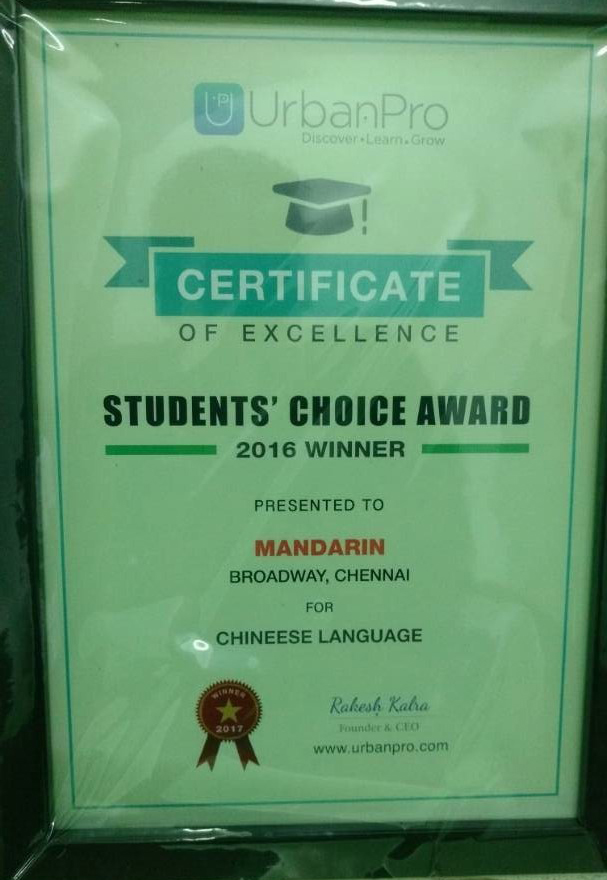 UrbanPro
Discover • Learn • Grow
CERTIFICATE
OF EXCELLENCE
STUDENTS' CHOICE AWARD
2016 WINNER
PRESENTED TO
MANDARIN
BROADWAY, CHENNAI
FOR
CHINEESE LANGUAGE
WINNER
2017
Rakesh Kalra
Founder & CEO
www.urbanpro.com